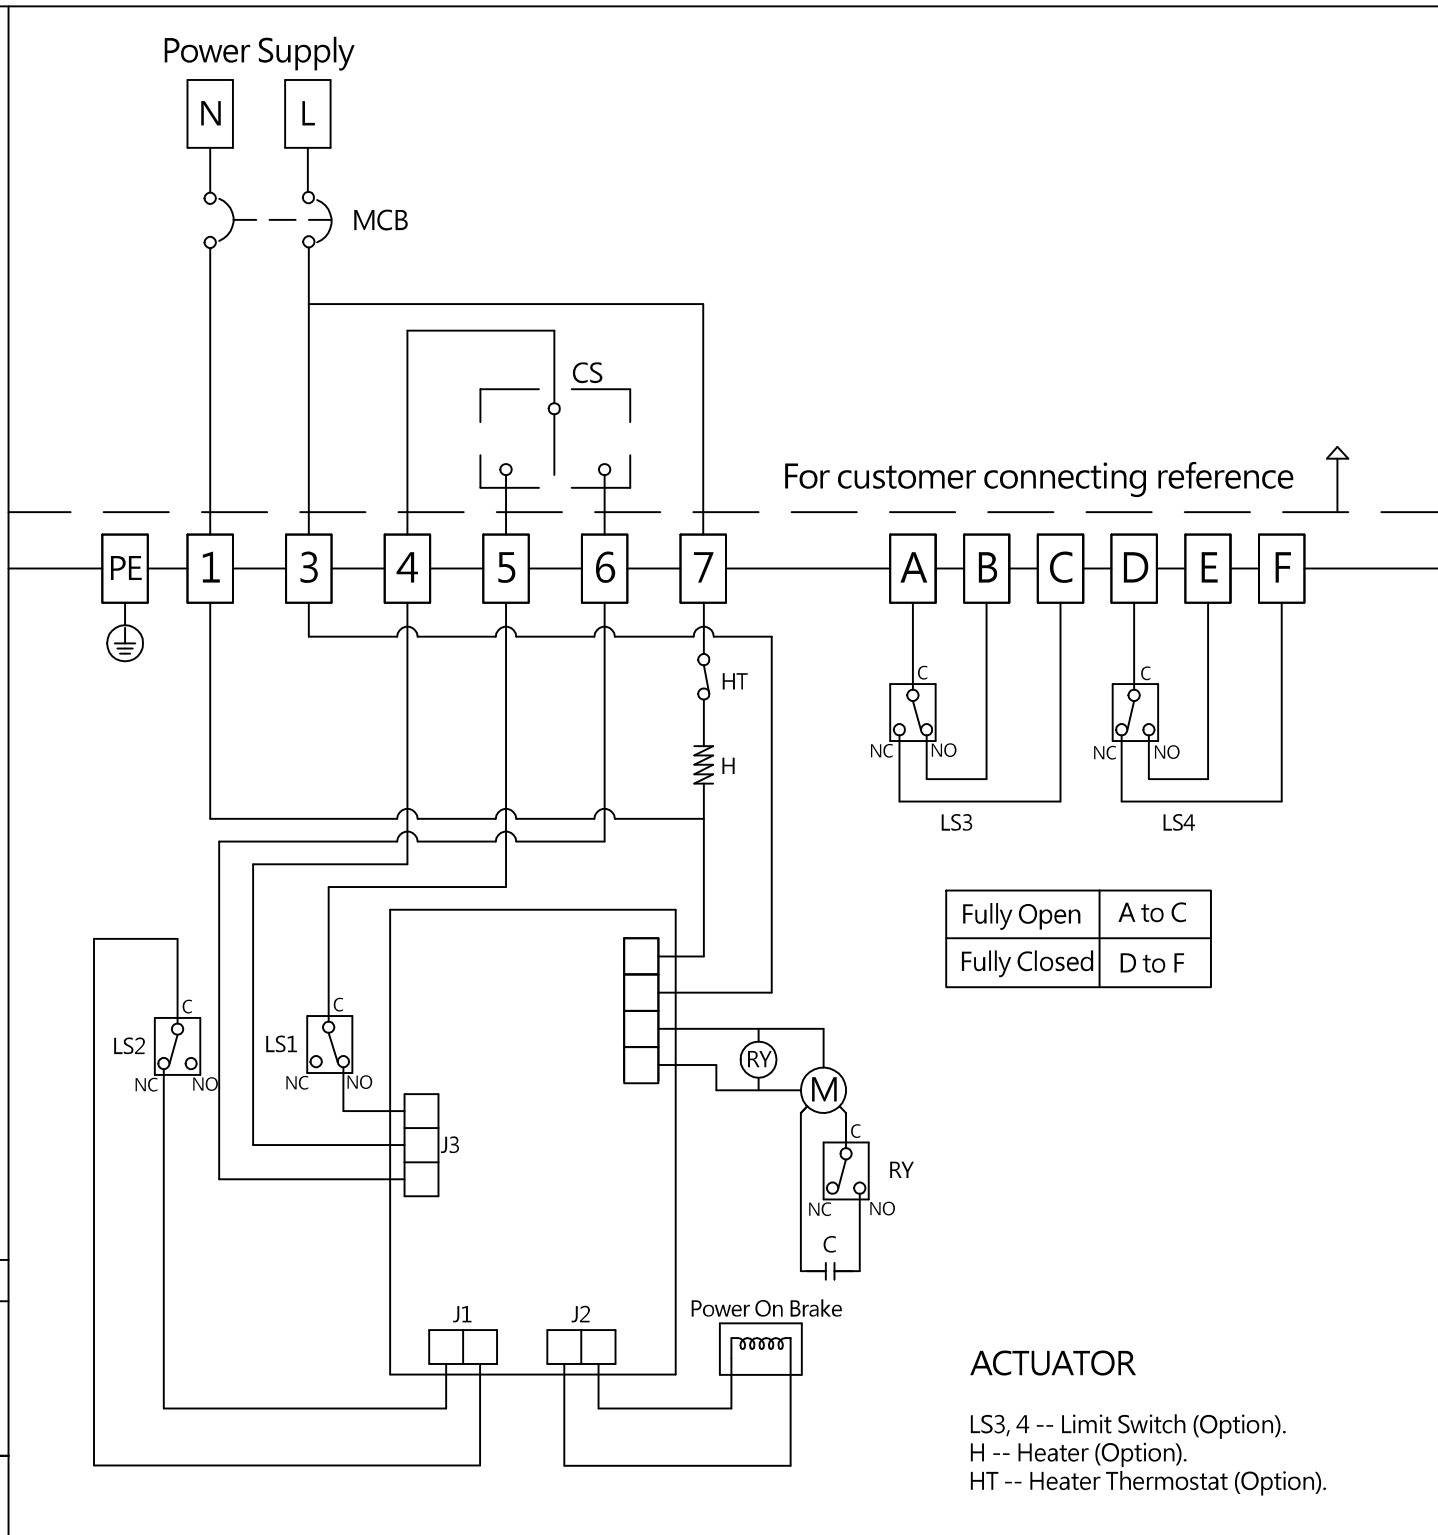 Power Supply
N L
MCB
CS
For customer connecting reference
PE 1 3 4 5 6 7 A B C D E F
C C
HT
NC NO NC NO
H
LS3 LS4
Fully Open A to C
Fully Closed D to F
C C
LS2 LS1
NC NO NC NO
RY
M
J3
C
RY
NC NO
C
J1 J2 Power On Brake
ACTUATOR
LS3, 4 -- Limit Switch (Option).
H -- Heater (Option).
HT -- Heater Thermostat (Option).